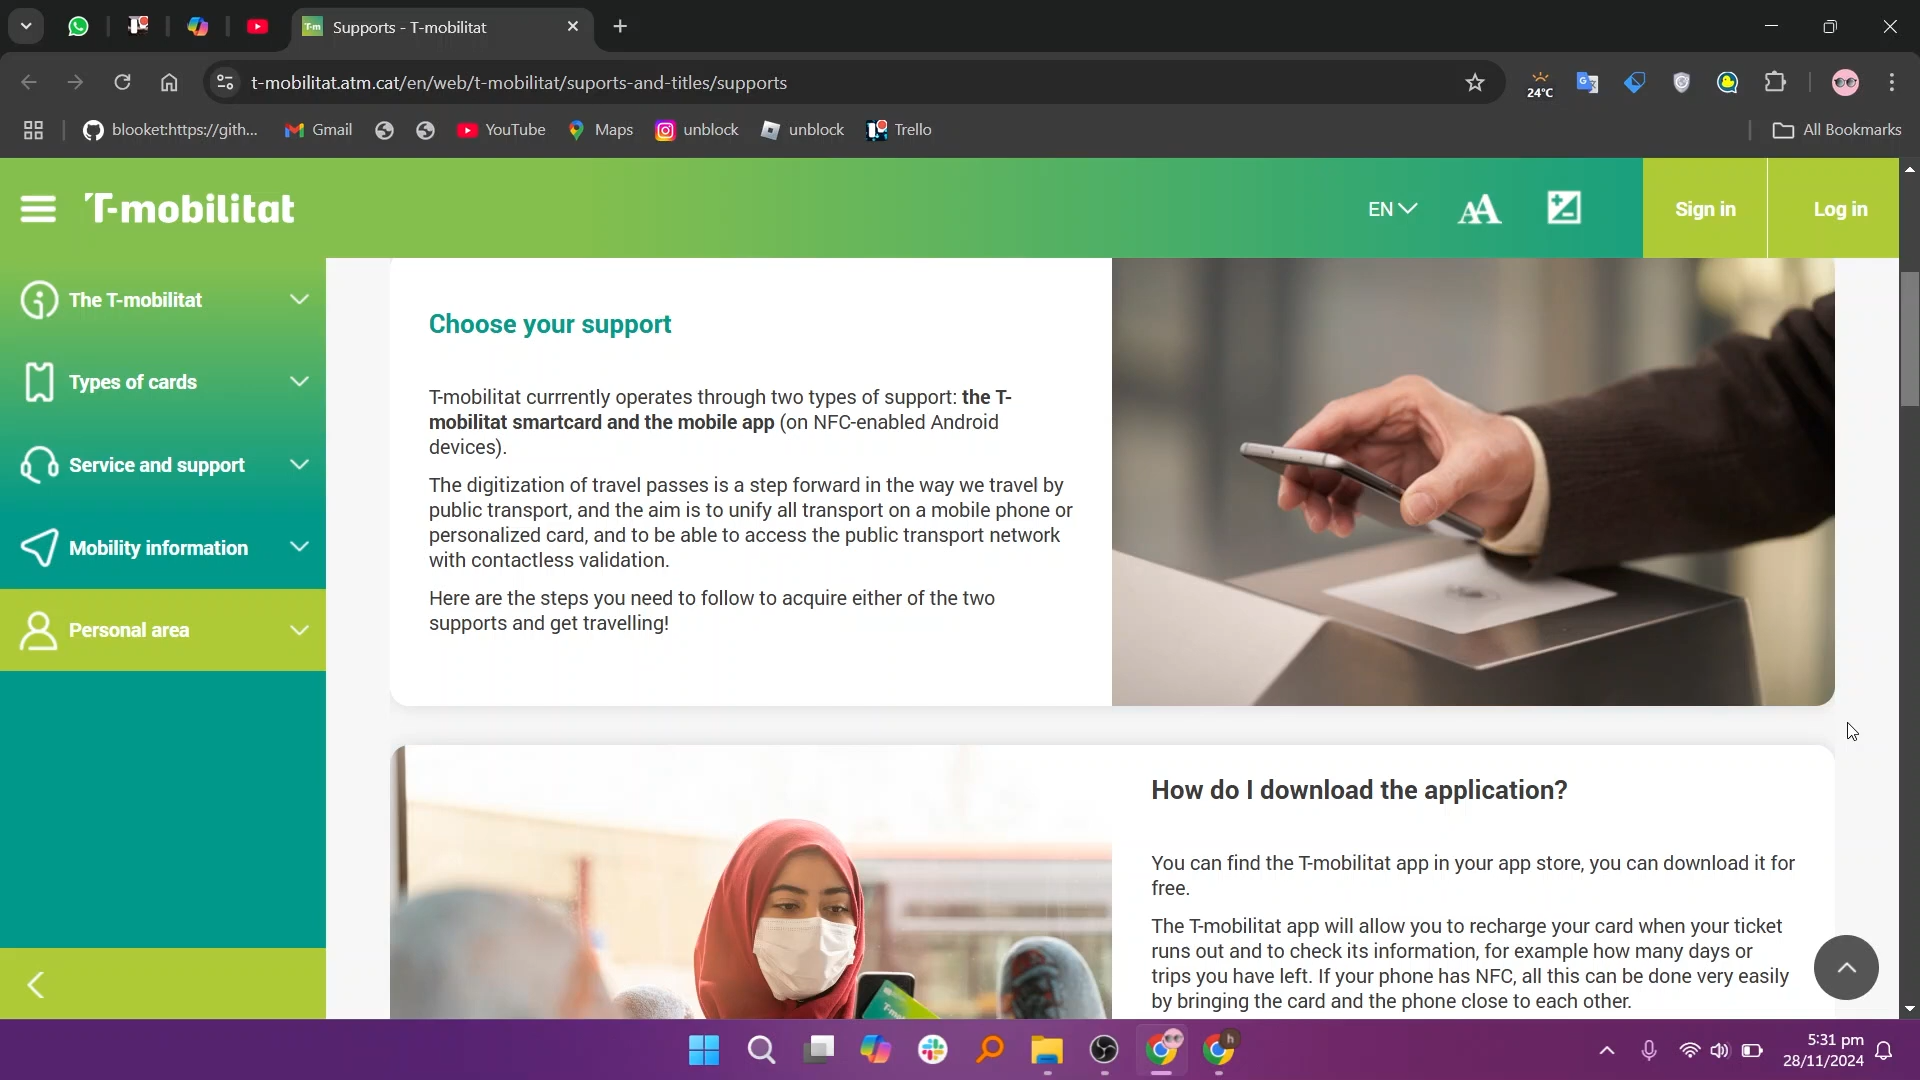 Supports - T-mobilitat
t-mobilitat.atm.cat/en/web/t-mobilitat/suports-and-titles/supports
24°C
blooket:https://gith...
Gmail
YouTube
Maps
unblock
unblock
Trello
All Bookmarks
T-mobilitat
EN
AA
Sign in
Log in
The T-mobilitat
Types of cards
Service and support
Mobility information
Personal area
Choose your support
T-mobilitat currrently operates through two types of support: the T-
mobilitat smartcard and the mobile app (on NFC-enabled Android
devices).
The digitization of travel passes is a step forward in the way we travel by
public transport, and the aim is to unify all transport on a mobile phone or
personalized card, and to be able to access the public transport network
with contactless validation.
Here are the steps you need to follow to acquire either of the two
supports and get travelling!
How do I download the application?
You can find the T-mobilitat app in your app store, you can download it for
free.
The T-mobilitat app will allow you to recharge your card when your ticket
runs out and to check its information, for example how many days or
trips you have left. If your phone has NFC, all this can be done very easily
by bringing the card and the phone close to each other.
5:31 pm
28/11/2024